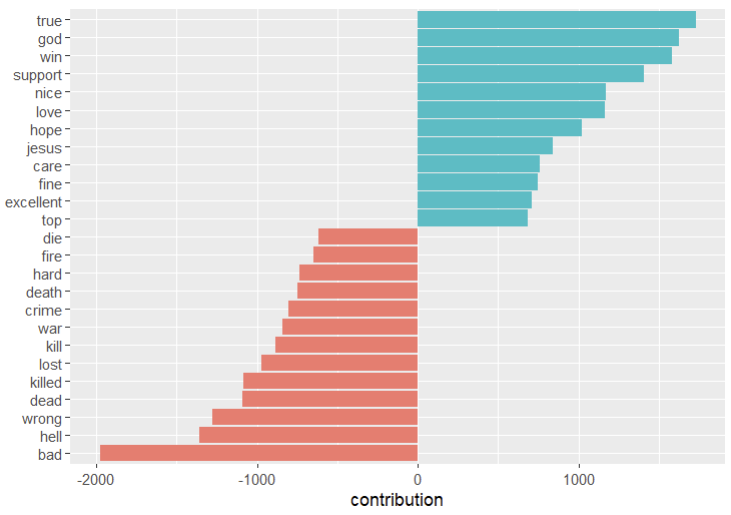 true
god
win
support
nice
love
hope
jesus
care
fine
excellent
top
die
fire
hard
death
crime
war
kill
lost
killed
dead
wrong
hell
bad
-2000 -1000 0 1000
contribution